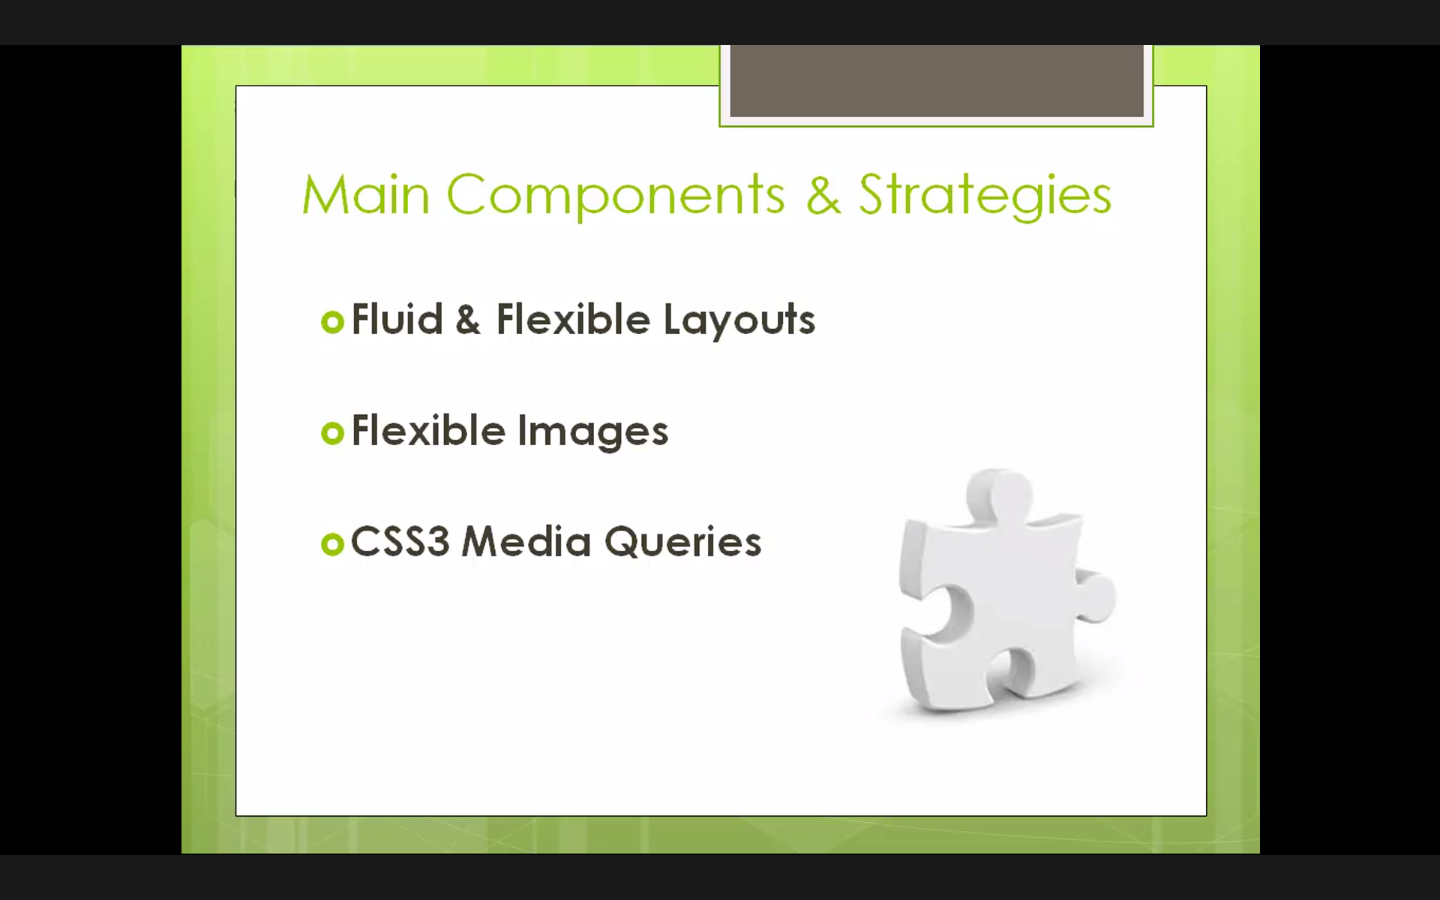 Main Components & Strategies
Fluid & Flexible Layouts
Flexible Images
CSS3 Media Queries